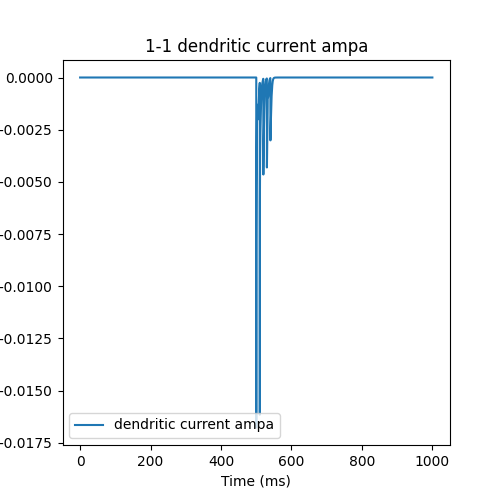 1-1 dendritic current ampa
0.0000
-0.0025
-0.0050
-0.0075
-0.0100
-0.0125
-0.0150
-0.0175
dendritic current ampa
0 200 400 600 800 1000
Time (ms)